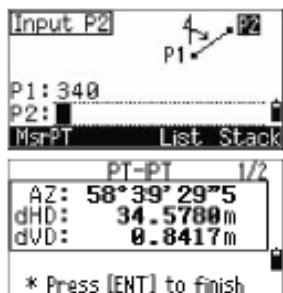 Input P2
P2
P1
P1:340
P2:
MsrPT List Stack
PT-PT 1/2
AZ: 58°39'29"5
dHD: 34.5780m
dVD: 0.8417m
* Press [ENT] to finish